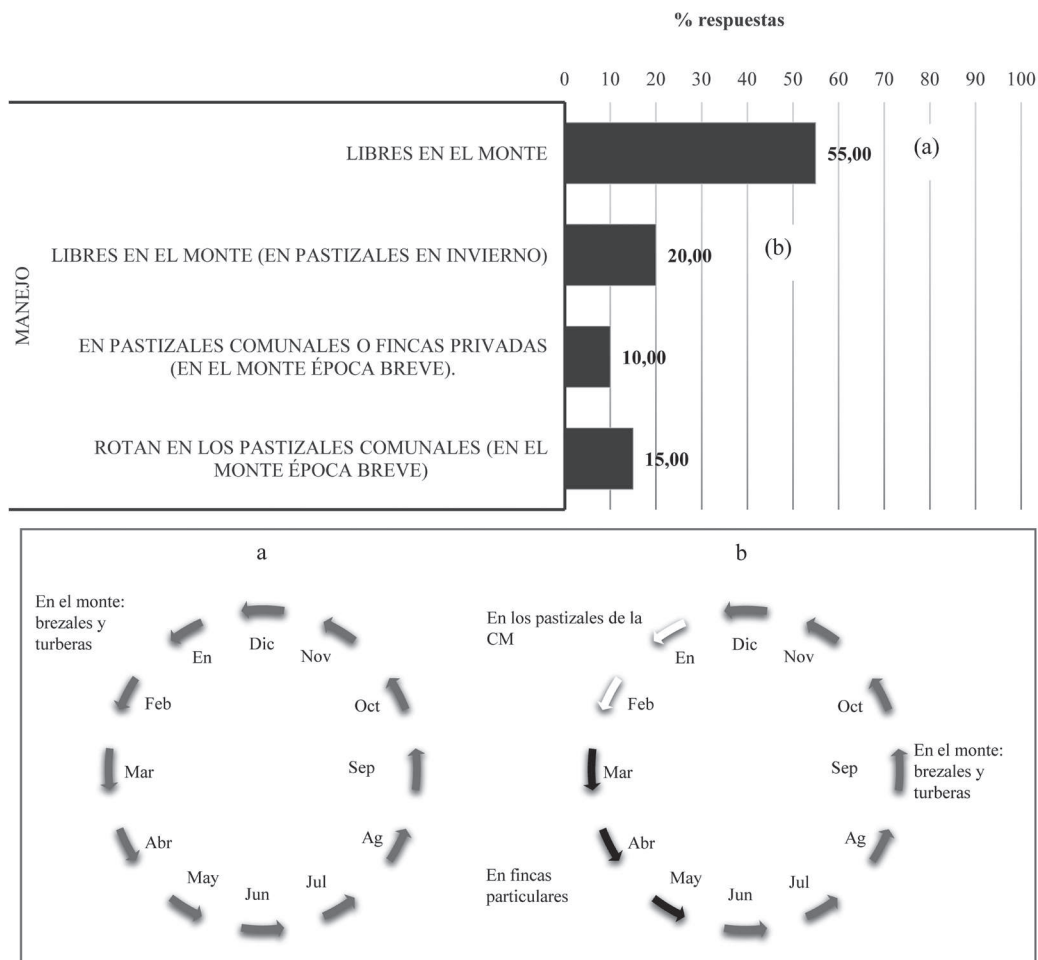 % respuestas
0 10 20 30 40 50 60 70 80 90 100
MANEJO
LIBRES EN EL MONTE
55,00
(a)
LIBRES EN EL MONTE (EN PASTIZALES EN INVIERNO)
20,00
(b)
EN PASTIZALES COMUNALES O FINCAS PRIVADAS
(EN EL MONTE ÉPOCA BREVE).
10,00
ROTAN EN LOS PASTIZALES COMUNALES (EN EL
MONTE ÉPOCA BREVE)
15,00
a
En el monte:
brezales y
turberas
Dic
En
Nov
Feb
Oct
Mar
Sep
Abr
Ag
May
Jun
Jul
b
En los pastizales de la
CM
Dic
En
Nov
Feb
Oct
Mar
Sep
En el monte:
brezales y
turberas
Abr
Ag
En fincas
particulares
May
Jun
Jul